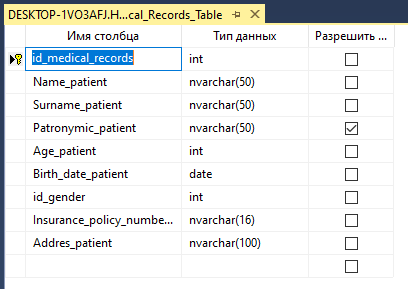 DESKTOP-1VO3AFJ.H...cal_Records_Table
Имя столбца Тип данных Разрешить ...
id_medical_records int
Name_patient nvarchar(50)
Surname_patient nvarchar(50)
Patronymic_patient nvarchar(50)
Age_patient int
Birth_date_patient date
id_gender int
Insurance_policy_numbe... nvarchar(16)
Addres_patient nvarchar(100)